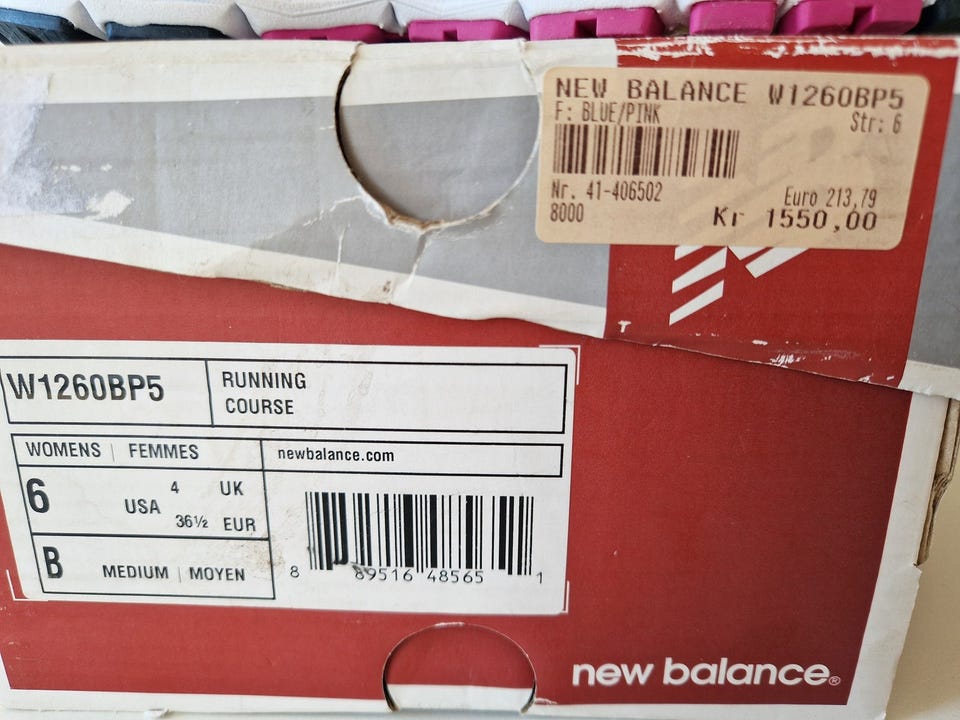 NEW BALANCE W1260BP5
F: BLUE/PINK Str: 6
Nr. 41-406502 Euro 213,79
8000 Kr 1550,00
W1260BP5
RUNNING
COURSE
WOMENS | FEMMES
newbalance.com
6 USA 4 UK
36½ EUR
B MEDIUM | MOYEN
8 89516 48565 1
new balance®